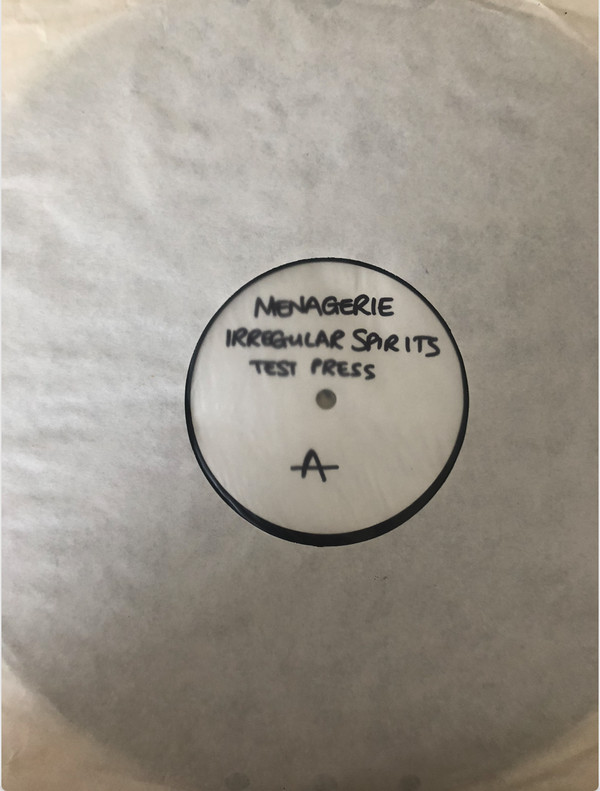 MENAGERIE
IRREGULAR SPIRITS
TEST PRESS
A